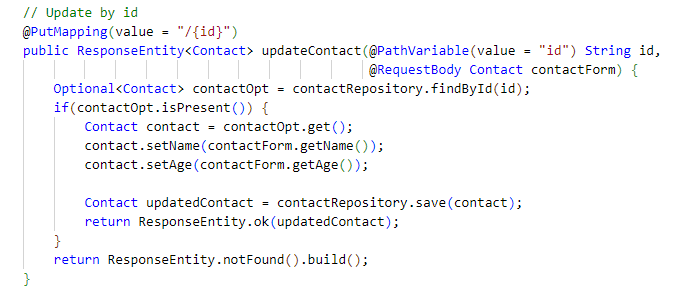 // Update by id
@PutMapping(value = "/{id}")
public ResponseEntity<Contact> updateContact(@PathVariable(value = "id") String id,
                                             @RequestBody Contact contactForm) {
    Optional<Contact> contactOpt = contactRepository.findById(id);
    if(contactOpt.isPresent()) {
        Contact contact = contactOpt.get();
        contact.setName(contactForm.getName());
        contact.setAge(contactForm.getAge());

        Contact updatedContact = contactRepository.save(contact);
        return ResponseEntity.ok(updatedContact);
    }
    return ResponseEntity.notFound().build();
}